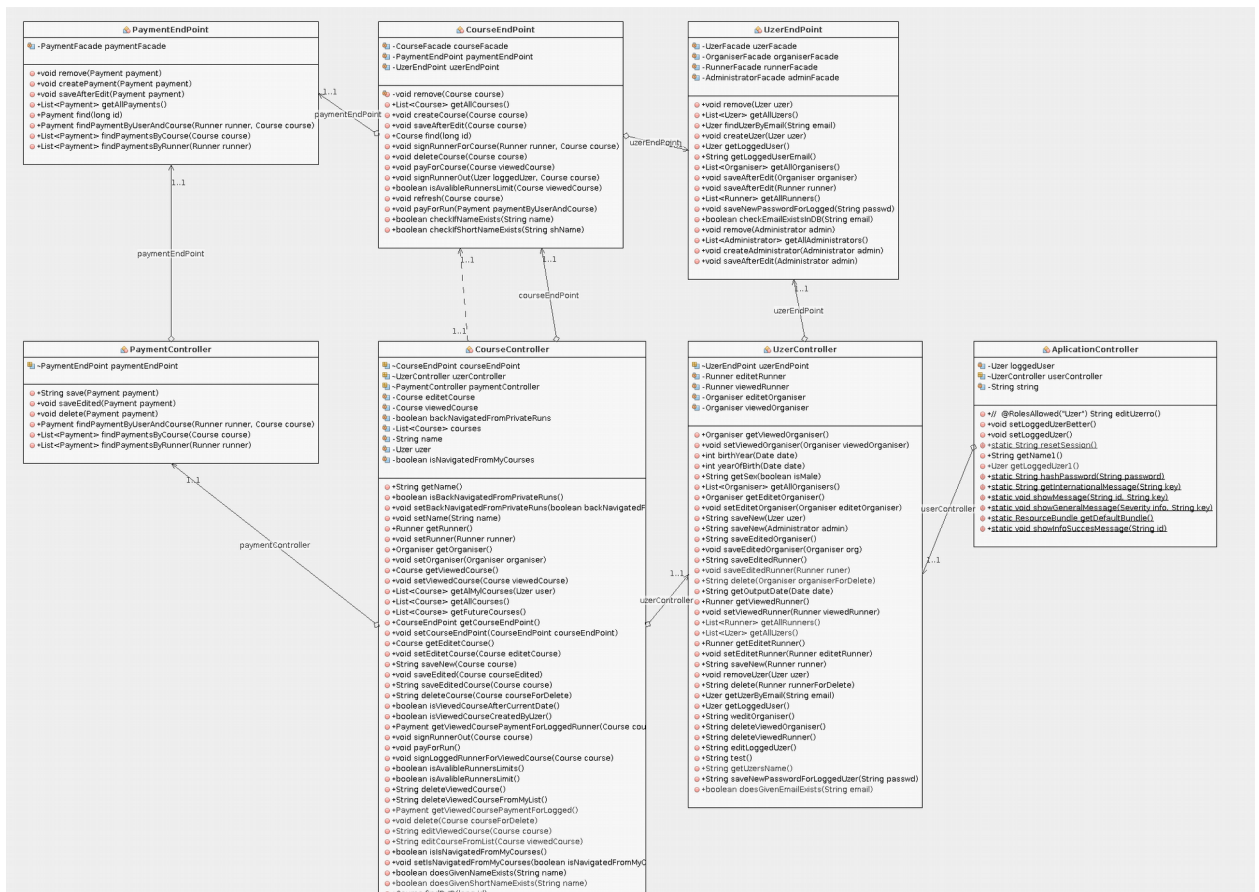 PaymentEndPoint
-PaymentFacade paymentFacade
+void remove(Payment payment)
+void createPayment(Payment payment)
+void saveAfterEdit(Payment payment)
+List<Payment> getAllPayments()
+Payment find(long id)
+Payment findPaymentByUserAndCourse(Runner runner, Course course)
+List<Payment> findPaymentsByCourse(Course course)
+List<Payment> findPaymentsByRunner(Runner runner)
CourseEndPoint
-CourseFacade courseFacade
-PaymentEndPoint paymentEndPoint
-UzerEndPoint uzerEndPoint
-void remove(Course course)
+List<Course> getAllCourses()
+void createCourse(Course course)
+void saveAfterEdit(Course course)
+Course find(long id)
+void signRunnerForCourse(Runner runner, Course course)
+void deleteCourse(Course course)
+void payForCourse(Course viewedCourse)
+void signRunnerOut(Uzer loggedUzer, Course course)
+boolean isAvalibleRunnersLimit(Course viewedCourse)
+void refresh(Course course)
+void payForRun(Payment paymentByUserAndCourse)
+boolean checkIfNameExists(String name)
+boolean checkIfShortNameExists(String shName)
UzerEndPoint
-UzerFacade uzerFacade
-OrganiserFacade organiserFacade
-RunnerFacade runnerFacade
-AdministratorFacade adminFacade
+void remove(Uzer uzer)
+List<Uzer> getAllUzers()
+Uzer findUzerByEmail(String email)
+void createUzer(Uzer uzer)
+Uzer getLoggedUser()
+String getLoggedUserEmail()
+List<Organiser> getAllOrganisers()
+void saveAfterEdit(Organiser organiser)
+void saveAfterEdit(Runner runner)
+List<Runner> getAllRunners()
+void saveNewPasswordForLogged(String passwd)
+boolean checkEmailExistsInDB(String email)
+void remove(Administrator admin)
+List<Administrator> getAllAdministrators()
+void createAdministrator(Administrator admin)
+void saveAfterEdit(Administrator admin)
1..1
paymentEndPoint
uzerEndPoint
1..1
paymentEndPoint
1..1
1..1
courseEndPoint
1..1
1..1
uzerEndPoint
PaymentController
~PaymentEndPoint paymentEndPoint
+String save(Payment payment)
+void saveEdited(Payment payment)
+void delete(Payment payment)
+Payment findPaymentByUserAndCourse(Runner runner, Course course)
+List<Payment> findPaymentsByCourse(Course course)
+List<Payment> findPaymentsByRunner(Runner runner)
1..1
paymentController
CourseController
~CourseEndPoint courseEndPoint
~UzerController uzerController
~PaymentController paymentController
-Course editetCourse
-Course viewedCourse
-boolean backNavigatedFromPrivateRuns
-List<Course> courses
-String name
-Uzer uzer
-boolean isNavigatedFromMyCourses
+String getName()
+boolean isBackNavigatedFromPrivateRuns()
+void setBackNavigatedFromPrivateRuns(boolean backNavigatedF
+void setName(String name)
+Runner getRunner()
+void setRunner(Runner runner)
+Organiser getOrganiser()
+void setOrganiser(Organiser organiser)
+Course getViewedCourse()
+void setViewedCourse(Course viewedCourse)
+List<Course> getAlMylCourses(Uzer user)
+List<Course> getAllCourses()
+List<Course> getFutureCourses()
+CourseEndPoint getCourseEndPoint()
+void setCourseEndPoint(CourseEndPoint courseEndPoint)
+Course getEditetCourse()
+void setEditetCourse(Course editetCourse)
+String saveNew(Course course)
+void saveEdited(Course courseEdited)
+String saveEditedCourse(Course course)
+String deleteCourse(Course courseForDelete)
+boolean isVievedCourseAfterCurrentDate()
+boolean isViewedCourseCreatedByUzer()
+Payment getViewedCoursePaymentForLoggedRunner(Course cou
+void signRunnerOut(Course course)
+void payForRun()
+void signLoggedRunnerForViewedCourse(Course course)
+boolean isAvalibleRunnersLimits()
+boolean isAvalibleRunnersLimit()
+String deleteViewedCourse()
+String deleteViewedCourseFromMyList()
+Payment getViewedCoursePaymentForLogged()
+void delete(Course courseForDelete)
+String editViewedCourse(Course course)
+String editCourseFromList(Course viewedCourse)
+boolean isIsNavigatedFromMyCourses()
+void setIsNavigatedFromMyCourses(boolean isNavigatedFromMyC
+boolean doesGivenNameExists(String name)
+boolean doesGivenShortNameExists(String name)
1..1
uzerController
UzerController
~UzerEndPoint uzerEndPoint
-Runner editetRunner
-Runner viewedRunner
-Organiser editetOrganiser
-Organiser viewedOrganiser
+Organiser getViewedOrganiser()
+void setViewedOrganiser(Organiser viewedOrganiser)
+int birthYear(Date date)
+int yearOfBirth(Date date)
+String getSex(boolean isMale)
+List<Organiser> getAllOrganisers()
+Organiser getEditetOrganiser()
+void setEditetOrganiser(Organiser editetOrganiser)
+String saveNew(Uzer user)
+String saveNew(Administrator admin)
+String saveEditedOrganiser()
+void saveEditedOrganiser(Organiser org)
+String saveEditedRunner()
+void saveEditedRunner(Runner runer)
+String delete(Organiser organiserForDelete)
+String getOutputDate(Date date)
+Runner getViewedRunner()
+void setViewedRunner(Runner viewedRunner)
+List<Runner> getAllRunners()
+List<Uzer> getAllUzers()
+Runner getEditetRunner()
+void setEditetRunner(Runner editetRunner)
+String saveNew(Runner runner)
+void removeUzer(Uzer user)
+String delete(Runner runnerForDelete)
+Uzer getUzerByEmail(String email)
+Uzer getLoggedUser()
+String weditOrganiser()
+String deleteViewedOrganiser()
+String deleteViewedRunner()
+String editLoggedUzer()
+String test()
+String getUzersName()
+String saveNewPasswordForLoggedUzer(String passwd)
+boolean doesGivenEmailExists(String email)
userController
1..1
AplicationController
-Uzer loggedUser
~UzerController userController
-String string
+// @RolesAllowed("Uzer") String editUzerro()
+void setLoggedUzerBetter()
+void setLoggedUzer()
+static String resetSession()
+String getName1()
+Uzer getLoggedUzer1()
+static String hashPassword(String password)
+static String getInternationalMessage(String key)
+static void showMessage(String id, String key)
+static void showGeneralMessage(Severity info, String key)
+static ResourceBundle getDefaultBundle()
+static void showInfoSuccesMessage(String id)